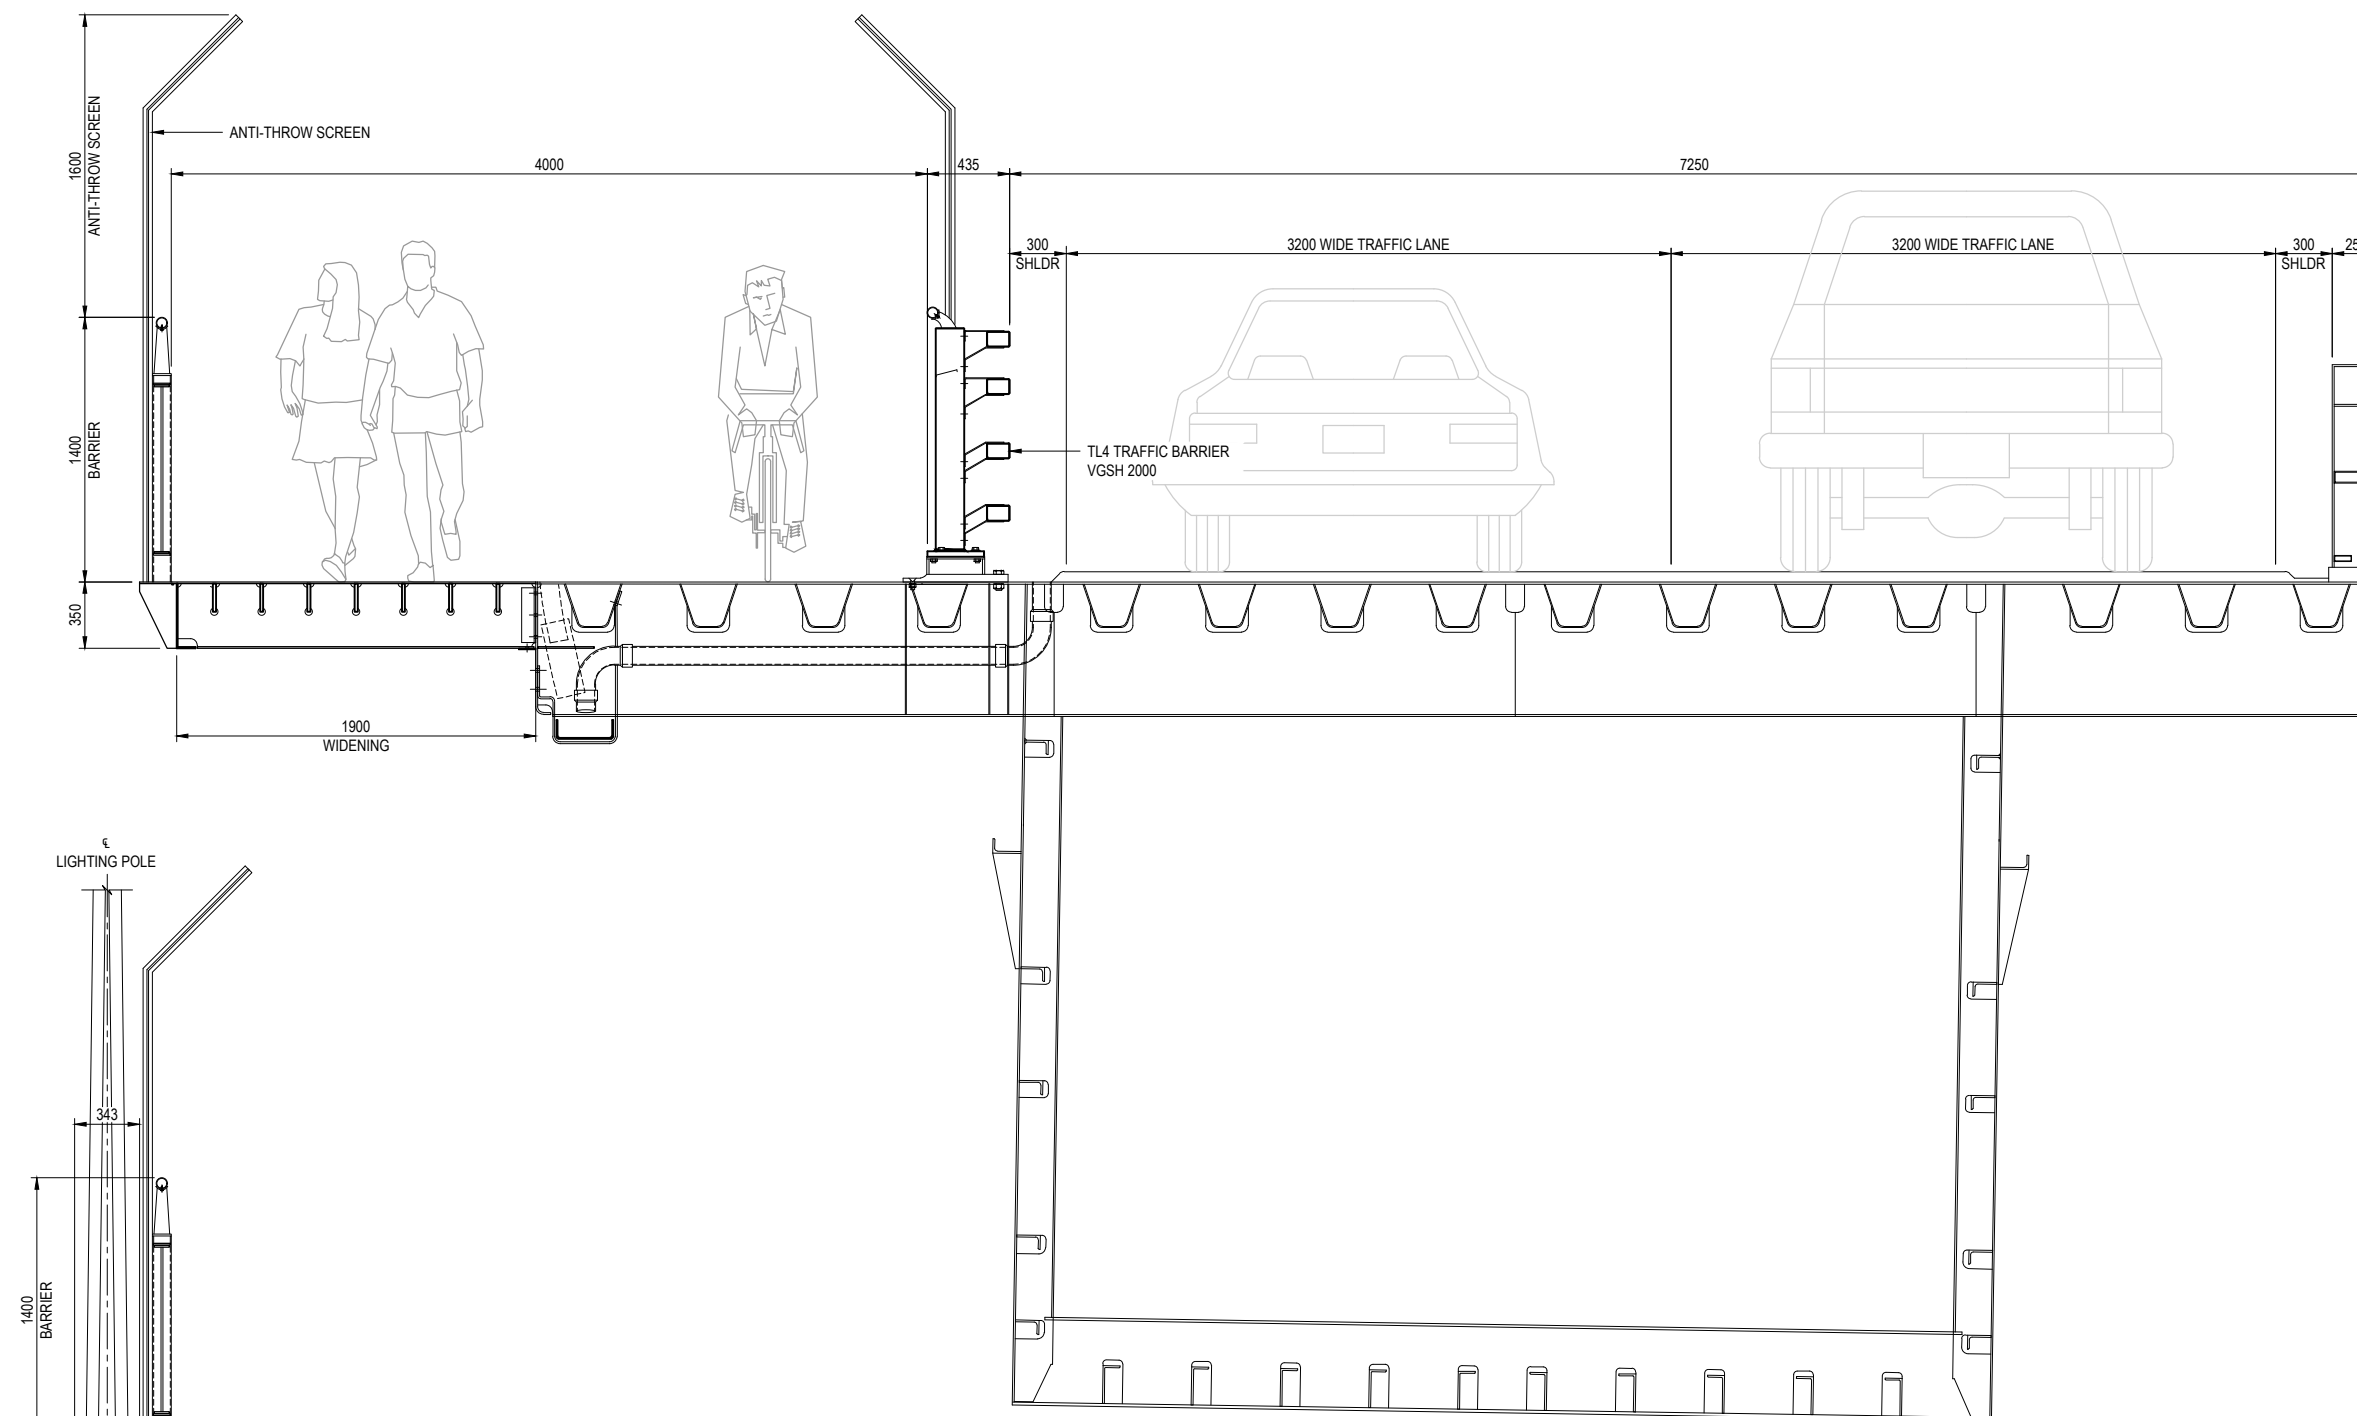 1600
ANTI-THROW SCREEN
ANTI-THROW SCREEN
4000
435
7250
300
SHLDR
3200 WIDE TRAFFIC LANE
3200 WIDE TRAFFIC LANE
300
SHLDR
25
1400
BARRIER
TL4 TRAFFIC BARRIER
VGSH 2000
350
1900
WIDENING
℄
LIGHTING POLE
343
1400
BARRIER